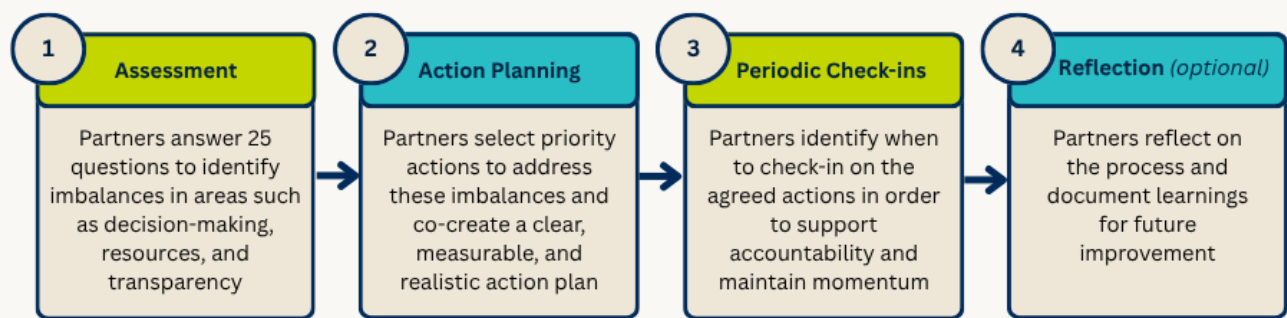 1
Assessment
Partners answer 25
questions to identify
imbalances in areas such
as decision-making,
resources, and
transparency
2
Action Planning
Partners select priority
actions to address
these imbalances and
co-create a clear,
measurable, and
realistic action plan
3
Periodic Check-ins
Partners identify when
to check-in on the
agreed actions in order
to support
accountability and
maintain momentum
4
Reflection (optional)
Partners reflect on
the process and
document learnings
for future
improvement